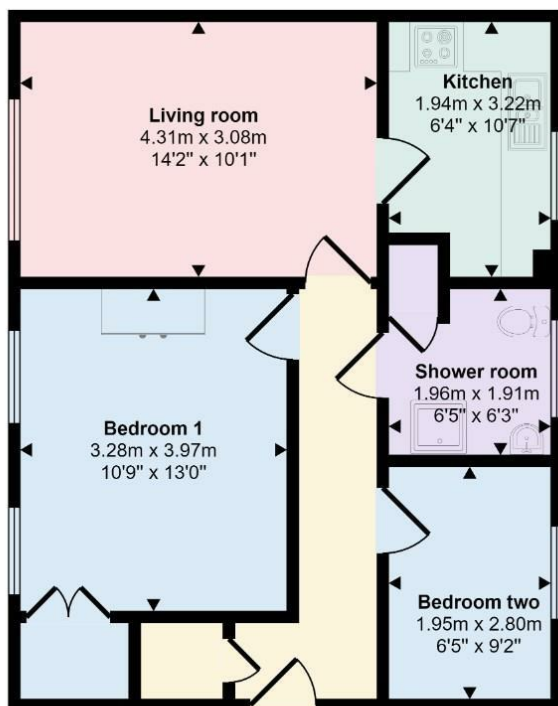 Living room
4.31m x 3.08m
14'2" x 10'1"
Kitchen
1.94m x 3.22m
6'4" x 10'7"
Shower room
1.96m x 1.91m
6'5" x 6'3"
Bedroom 1
3.28m x 3.97m
10'9" x 13'0"
Bedroom two
1.95m x 2.80m
6'5" x 9'2"